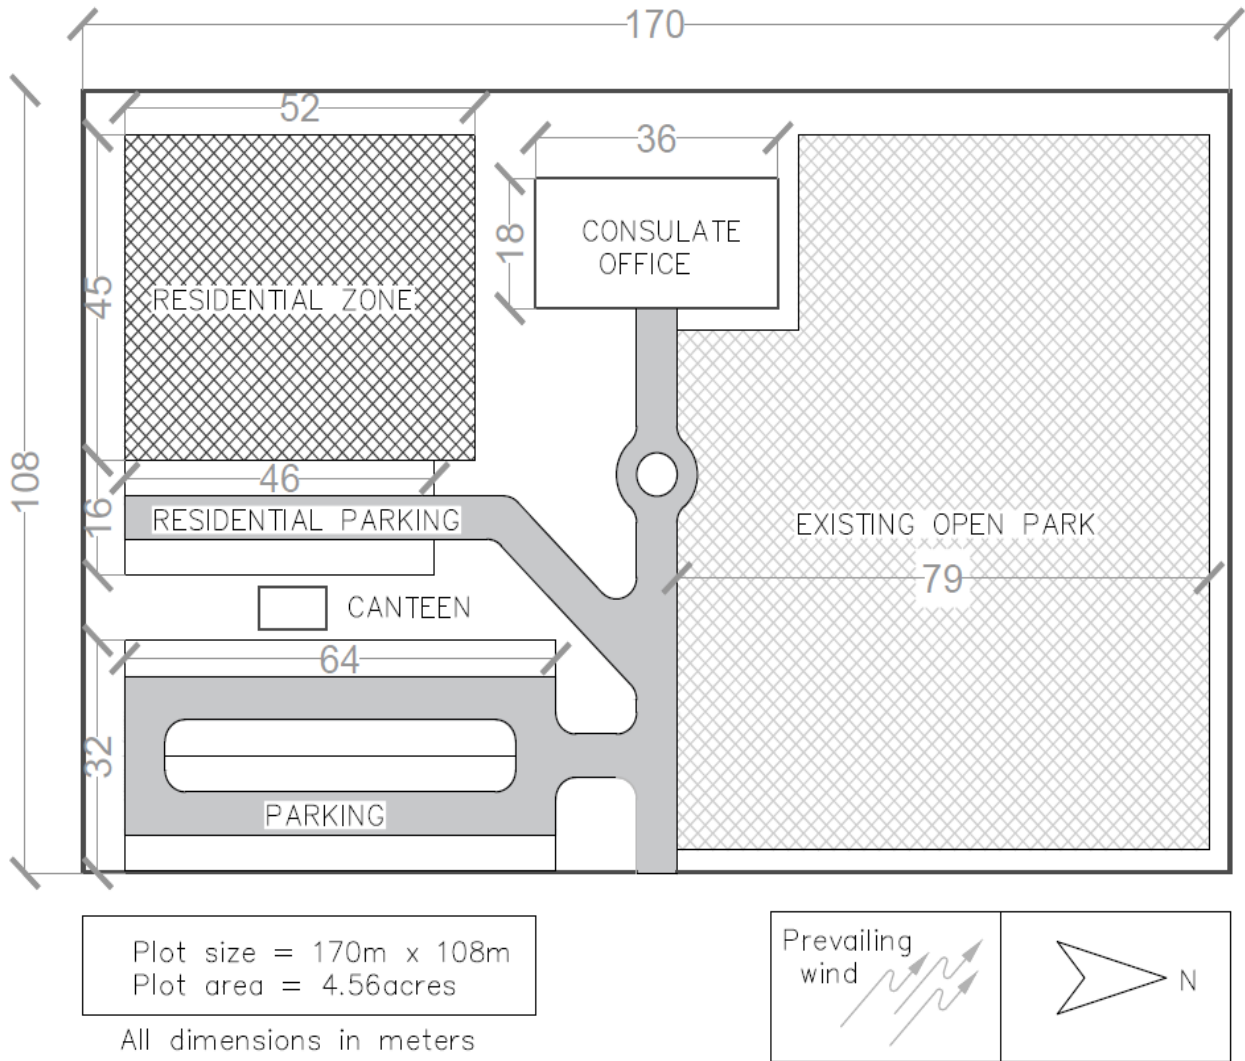 170
52
36
CONSULATE
OFFICE
18
45
RESIDENTIAL ZONE
108
46
16
RESIDENTIAL PARKING
EXISTING OPEN PARK
79
CANTEEN
64
32
PARKING
Plot size = 170m x 108m
Plot area = 4.56acres
All dimensions in meters
Prevailing
wind
N